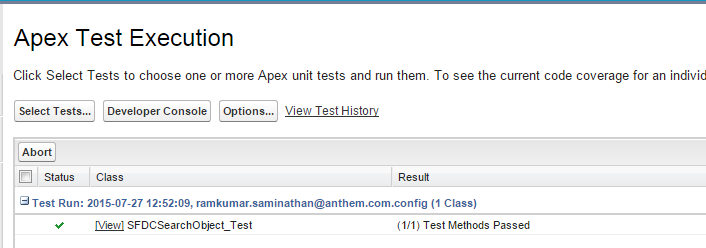 Apex Test Execution
Click Select Tests to choose one or more Apex unit tests and run them. To see the current code coverage for an
Select Tests... Developer Console Options... View Test History
Abort
Status Class Result
Test Run: 2015-07-27 12:52:09, ramkumar.saminathan@anthem.com.config (1 Class)
[View] SFDCSearchObject_Test (1/1) Test Methods Passed